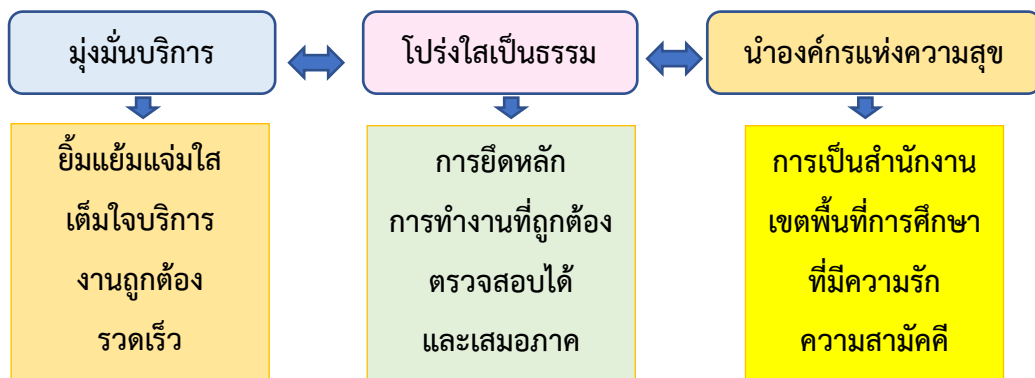 มุ่งมั่นบริการ
โปร่งใสเป็นธรรม
นำองค์กรแห่งความสุข
ยิ้มแย้มแจ่มใส
เต็มใจบริการ
งานถูกต้อง
รวดเร็ว
การยึดหลัก
การทำงานที่ถูกต้อง
ตรวจสอบได้
และเสมอภาค
การเป็นสำนักงาน
เขตพื้นที่การศึกษา
ที่มีความรัก
ความสามัคคี